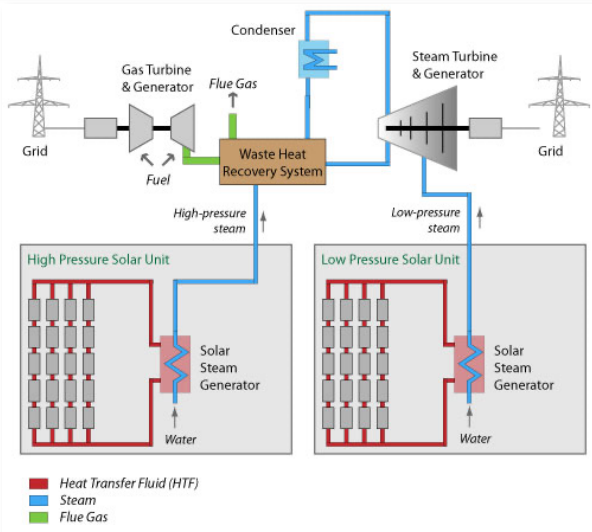 Condenser
Gas Turbine
& Generator
Steam Turbine
& Generator
Flue Gas
Grid
Fuel
Waste Heat
Recovery System
Grid
High-pressure
steam
Low-pressure
steam
High Pressure Solar Unit
Low Pressure Solar Unit
Solar
Steam
Generator
Solar
Steam
Generator
Water
Water
Heat Transfer Fluid (HTF)
Steam
Flue Gas